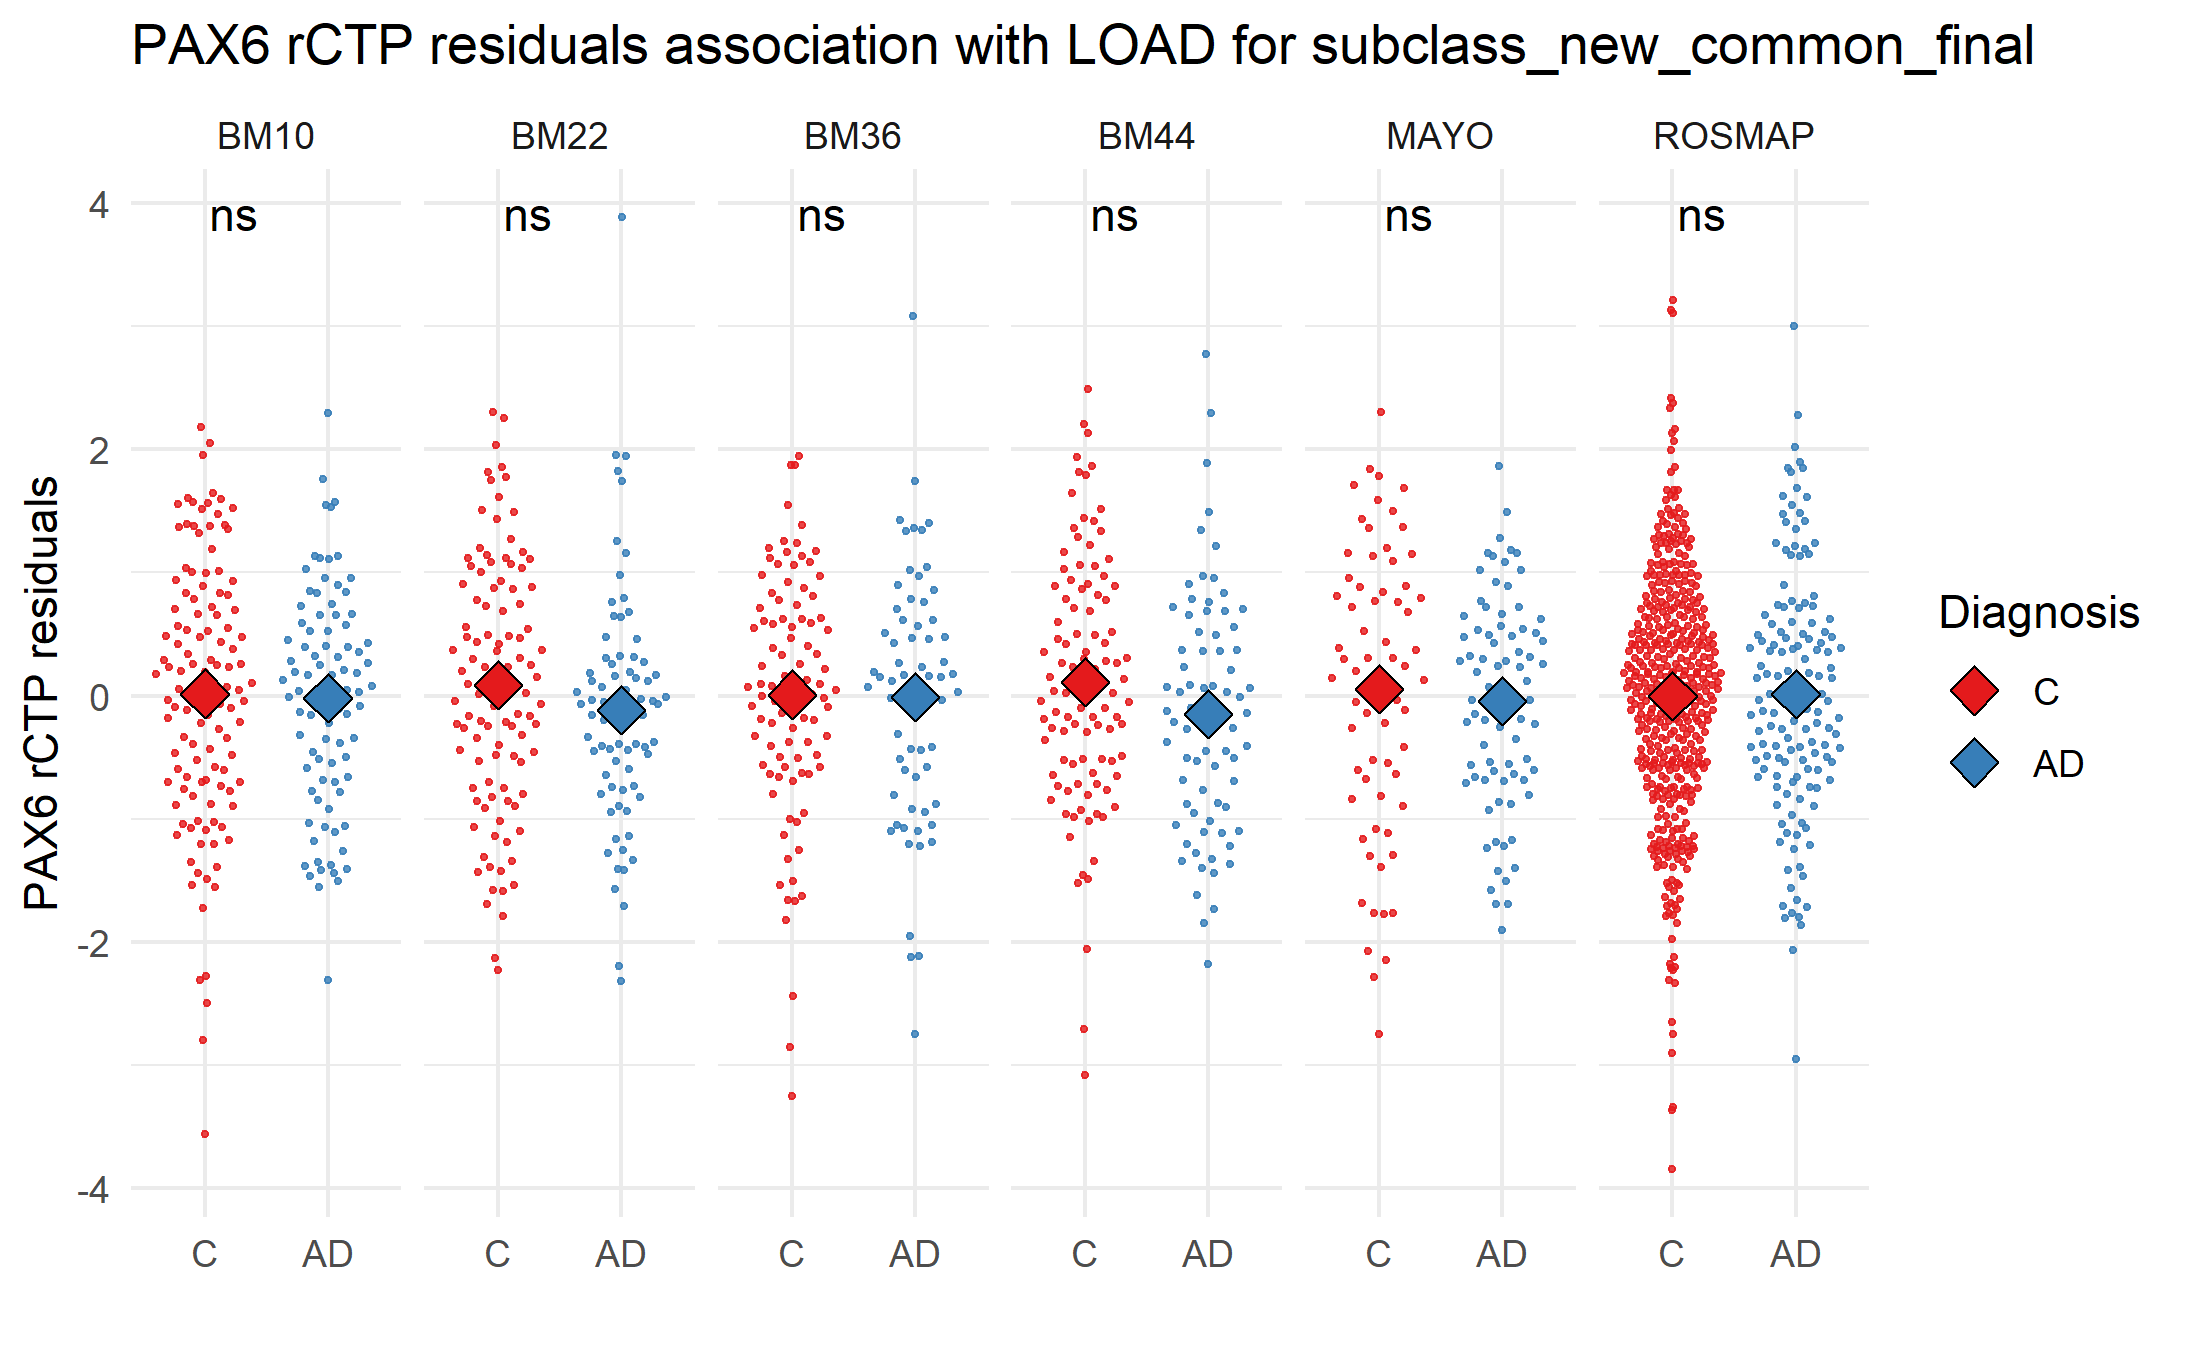 PAX6 rCTP residuals association with LOAD for subclass_new_common_final
BM10 BM22 BM36 BM44 MAYO ROSMAP
ns ns ns ns ns ns
4
2
0
-2
-4
PAX6 rCTP residuals
C AD C AD C AD C AD C AD C AD
Diagnosis
C
AD